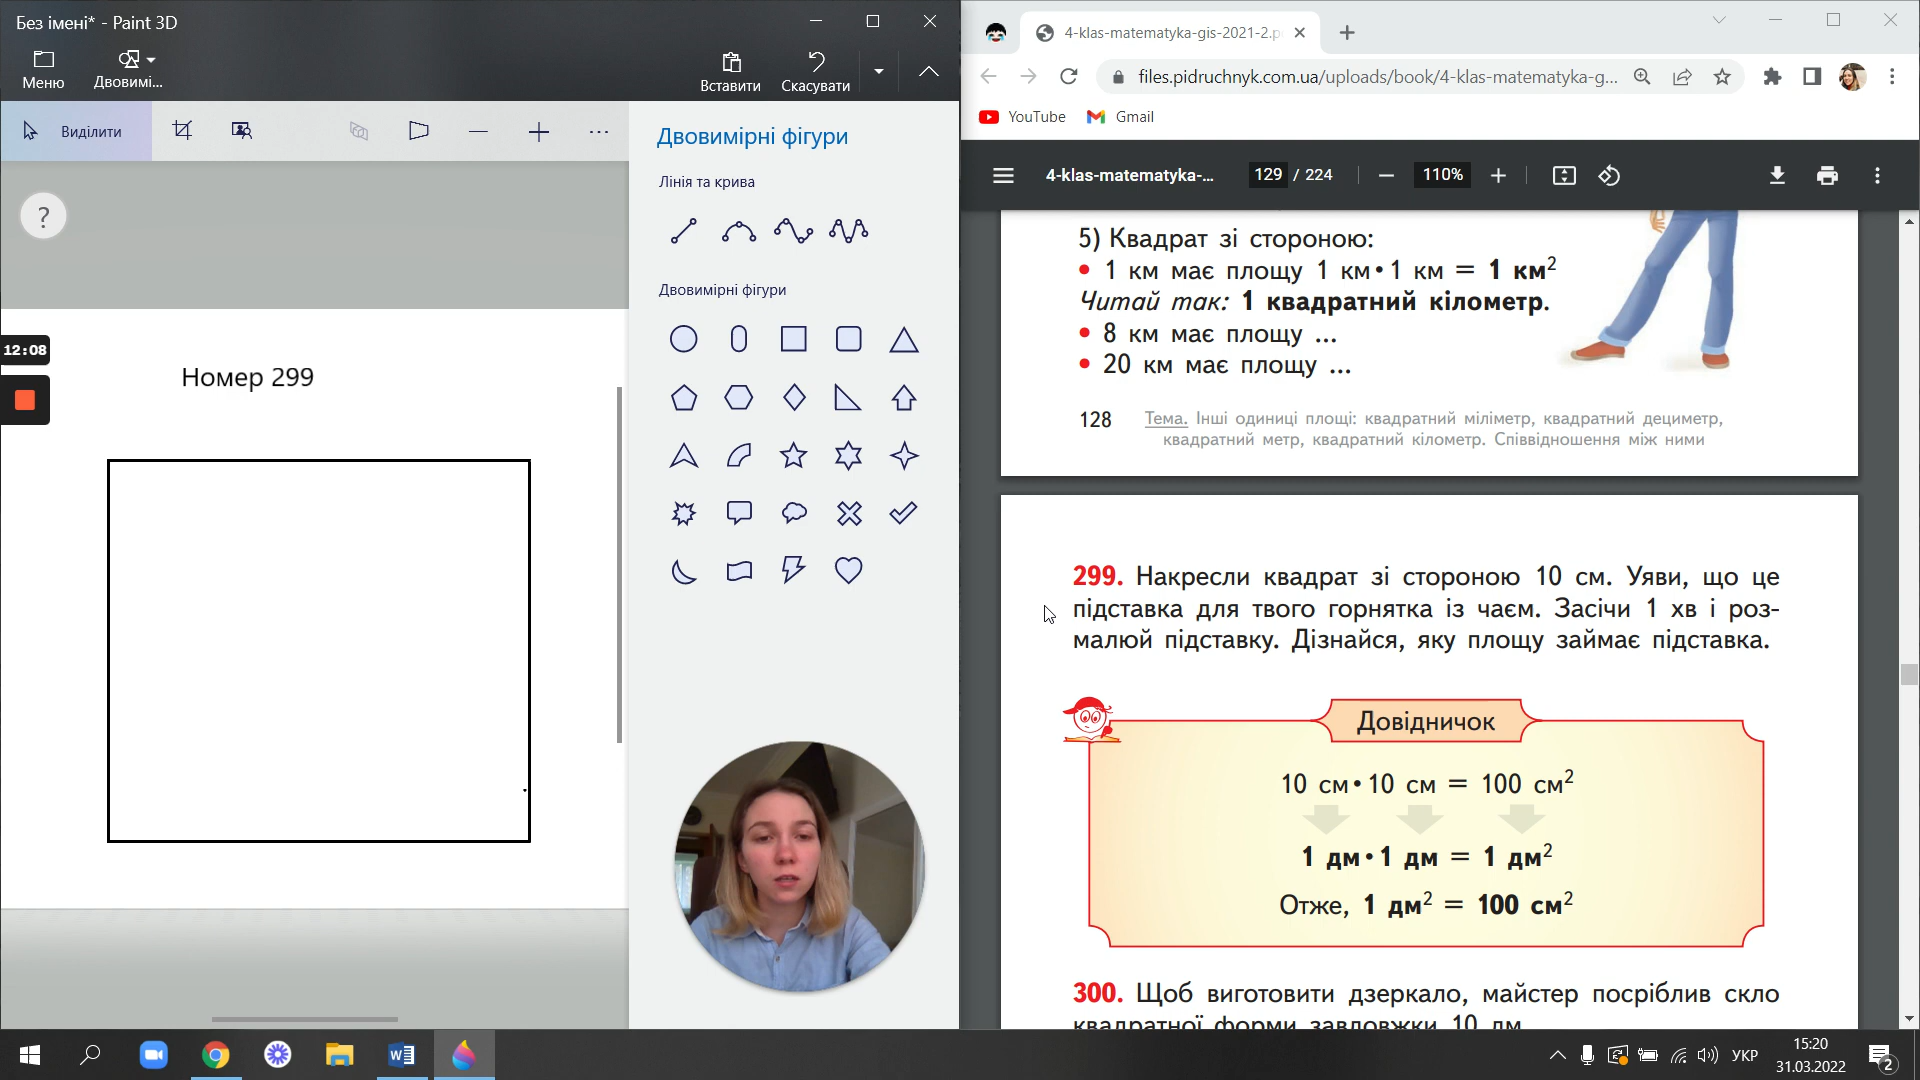 Без імені* - Paint 3D
Меню
Двовимі...
Вставити
Скасувати
Виділити
Двовимірні фігури
Лінія та крива
Двовимірні фігури
?
12:08
Номер 299
4-klas-matematyka-gis-2021-2.p
files.pidruchnyk.com.ua/uploads/book/4-klas-matematyka-g...
YouTube
Gmail
4-klas-matematyka-...
129 / 224
110%
5) Квадрат зі стороною:
• 1 км має площу 1 км • 1 км = 1 км²
Читай так: 1 квадратний кілометр.
• 8 км має площу ...
• 20 км має площу ...
128
Тема. Інші одиниці площі: квадратний міліметр, квадратний дециметр,
квадратний метр, квадратний кілометр. Співвідношення між ними
299. Накресли квадрат зі стороною 10 см. Уяви, що це
підставка для твого горнятка із чаєм. Засічи 1 хв і роз-
малюй підставку. Дізнайся, яку площу займає підставка.
Довідничок
10 см • 10 см = 100 см²
1 дм • 1 дм = 1 дм²
Отже, 1 дм² = 100 см²
300. Щоб виготовити дзеркало, майстер посріблив скло
квадратної форми завдовжки 10 дм
УКР
15:20
31.03.2022
2